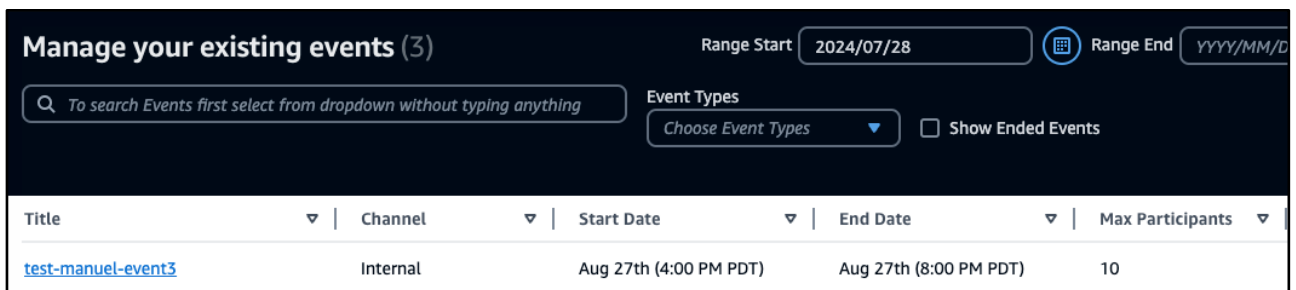 Manage your existing events (3)
Range Start 2024/07/28 Range End YYYY/MM/D
To search Events first select from dropdown without typing anything
Event Types
Choose Event Types
Show Ended Events
Title Channel Start Date End Date Max Participants
test-manuel-event3 Internal Aug 27th (4:00 PM PDT) Aug 27th (8:00 PM PDT) 10